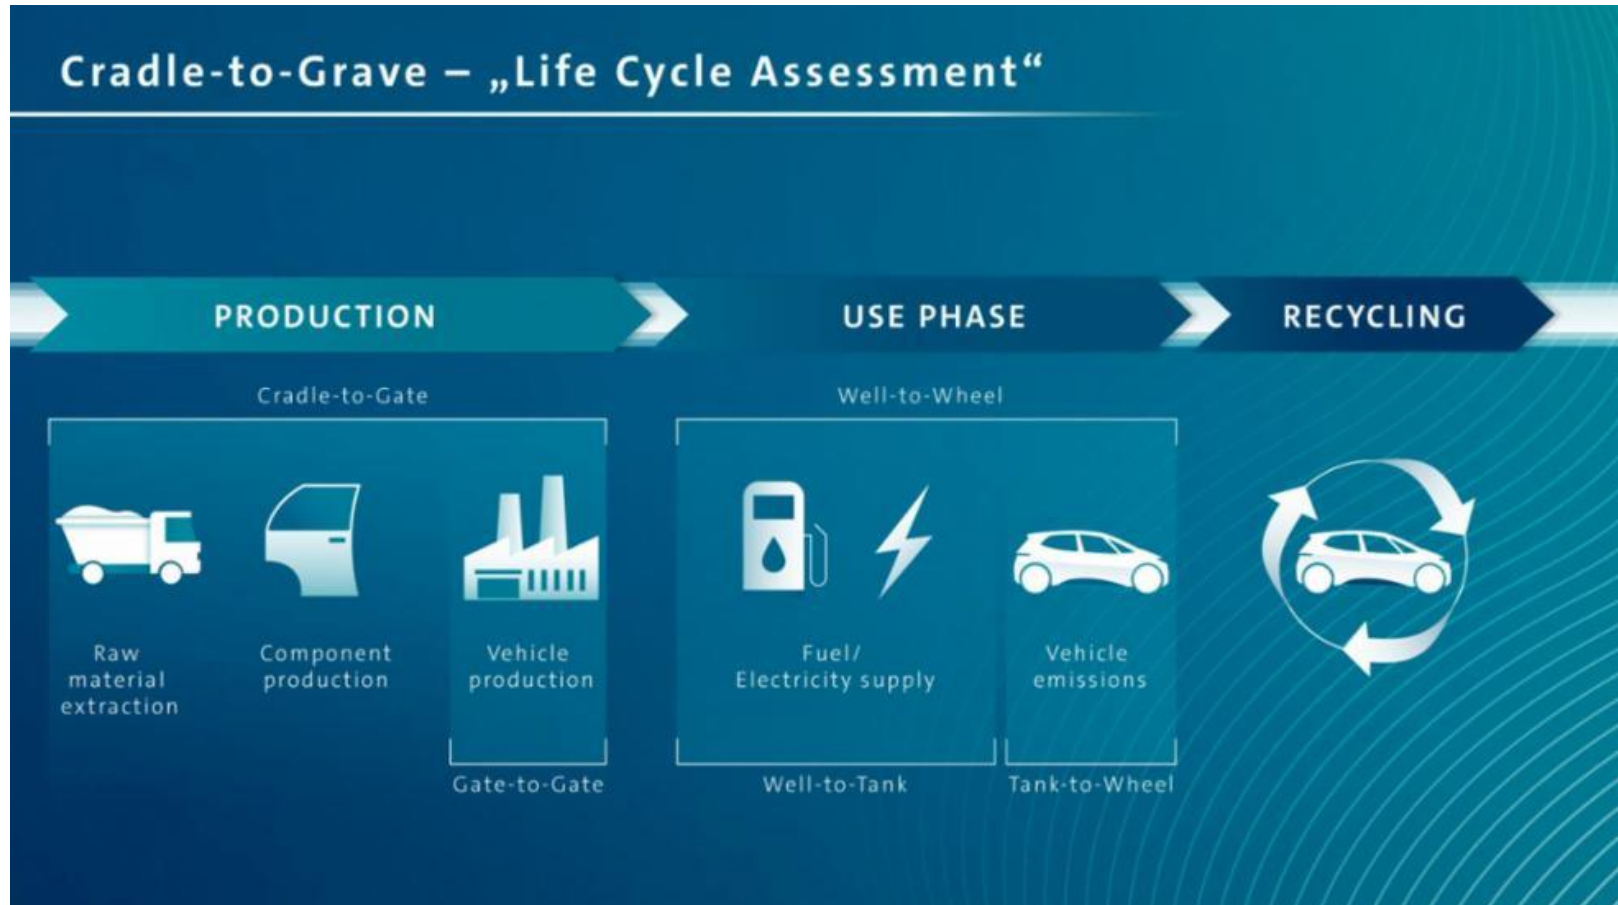 Cradle-to-Grave – „Life Cycle Assessment“
PRODUCTION
USE PHASE
RECYCLING
Cradle-to-Gate
Well-to-Wheel
Raw
material
extraction
Component
production
Vehicle
production
Fuel/
Electricity supply
Vehicle
emissions
Gate-to-Gate
Well-to-Tank
Tank-to-Wheel